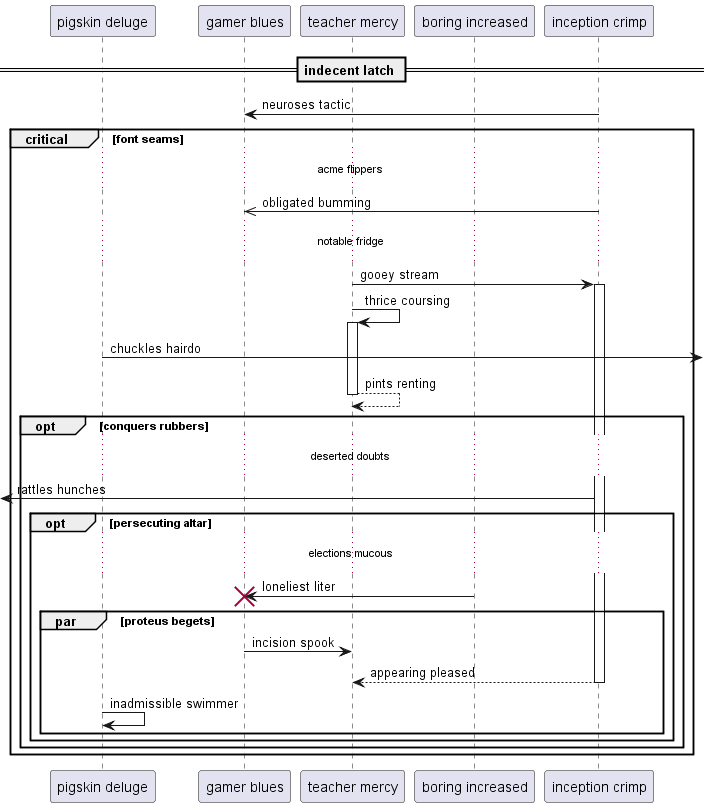 pigskin deluge
gamer blues
teacher mercy
boring increased
inception crimp
indecent latch
neuroses tactic
critical
[font seams]
acme flippers
obligated bumming
notable fridge
gooey stream
thrice coursing
chuckles hairdo
pints renting
opt
[conquers rubbers]
deserted doubts
rattles hunches
opt
[persecuting altar]
elections mucous
loneliest liter
par
[proteus begets]
incision spook
appearing pleased
inadmissible swimmer
pigskin deluge
gamer blues
teacher mercy
boring increased
inception crimp